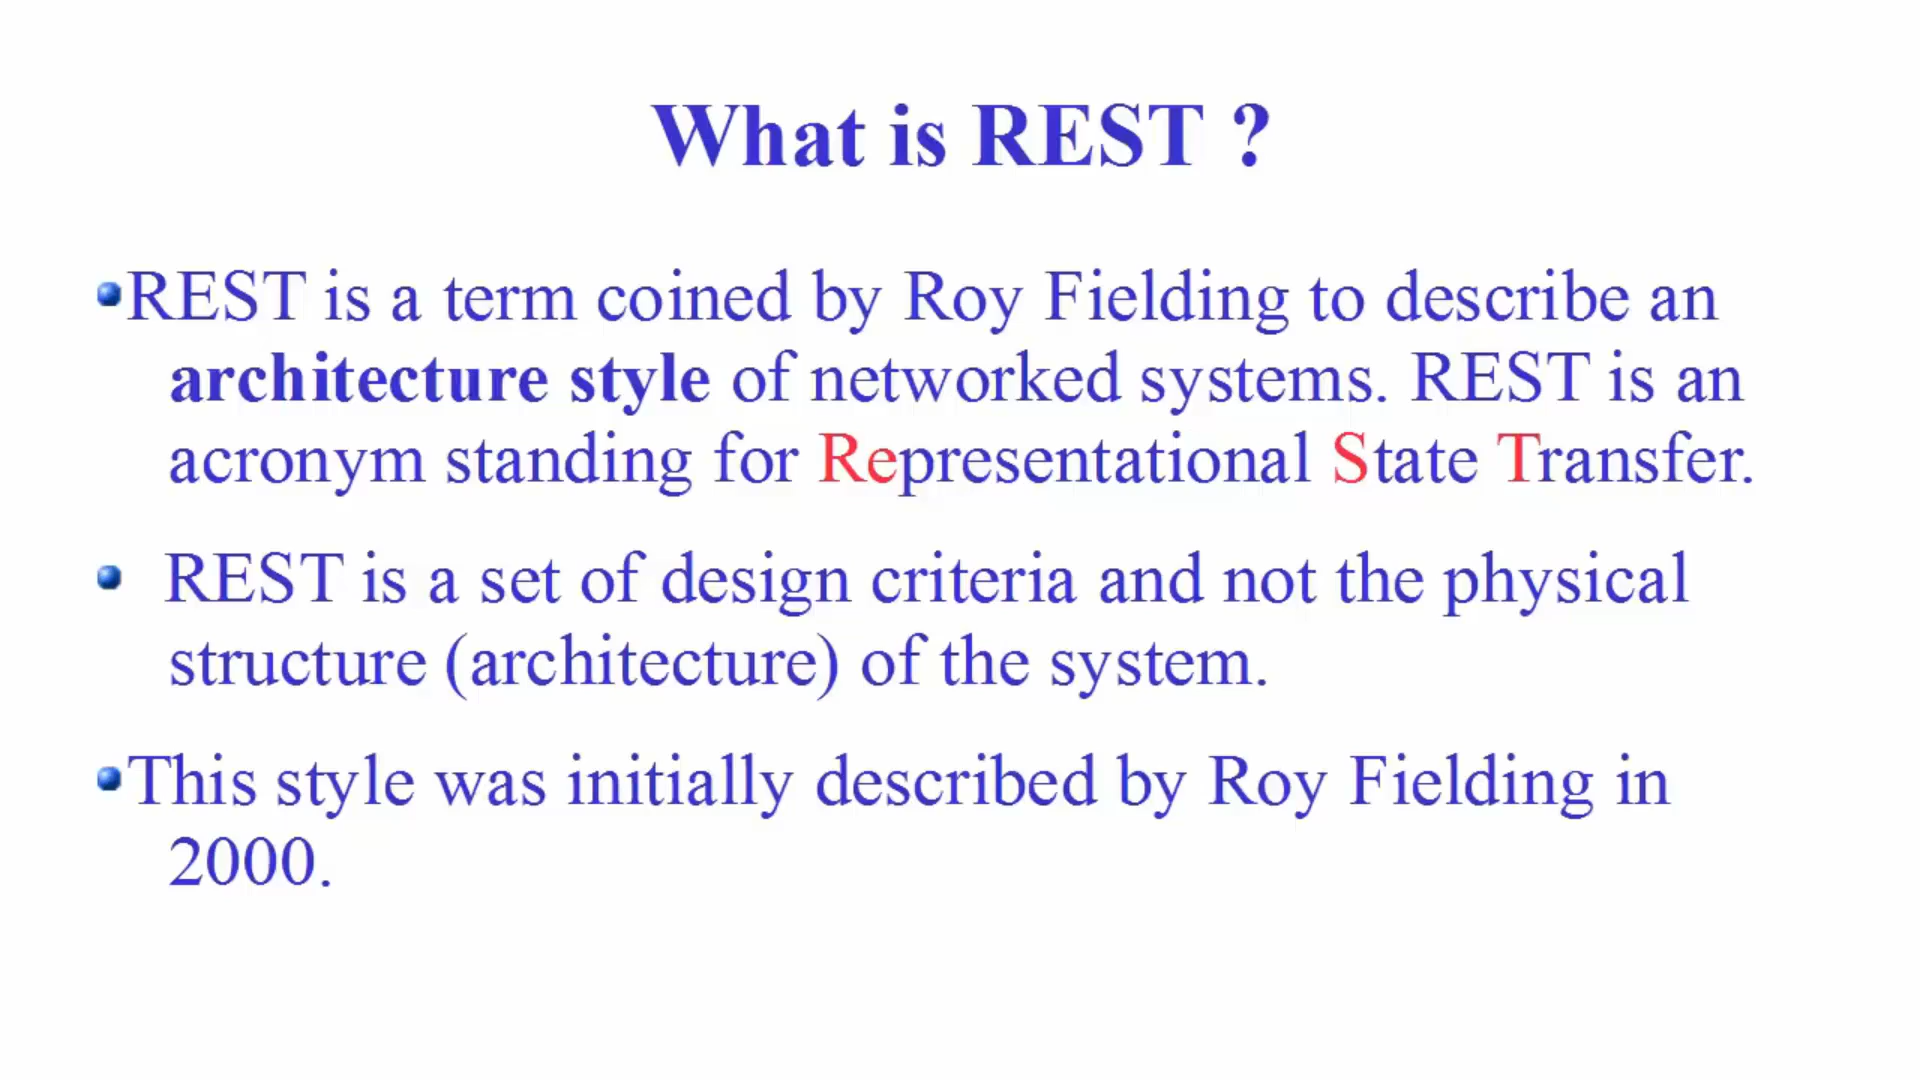 What is REST ?
REST is a term coined by Roy Fielding to describe an
architecture style of networked systems. REST is an
acronym standing for Representational State Transfer.
REST is a set of design criteria and not the physical
structure (architecture) of the system.
This style was initially described by Roy Fielding in
2000.